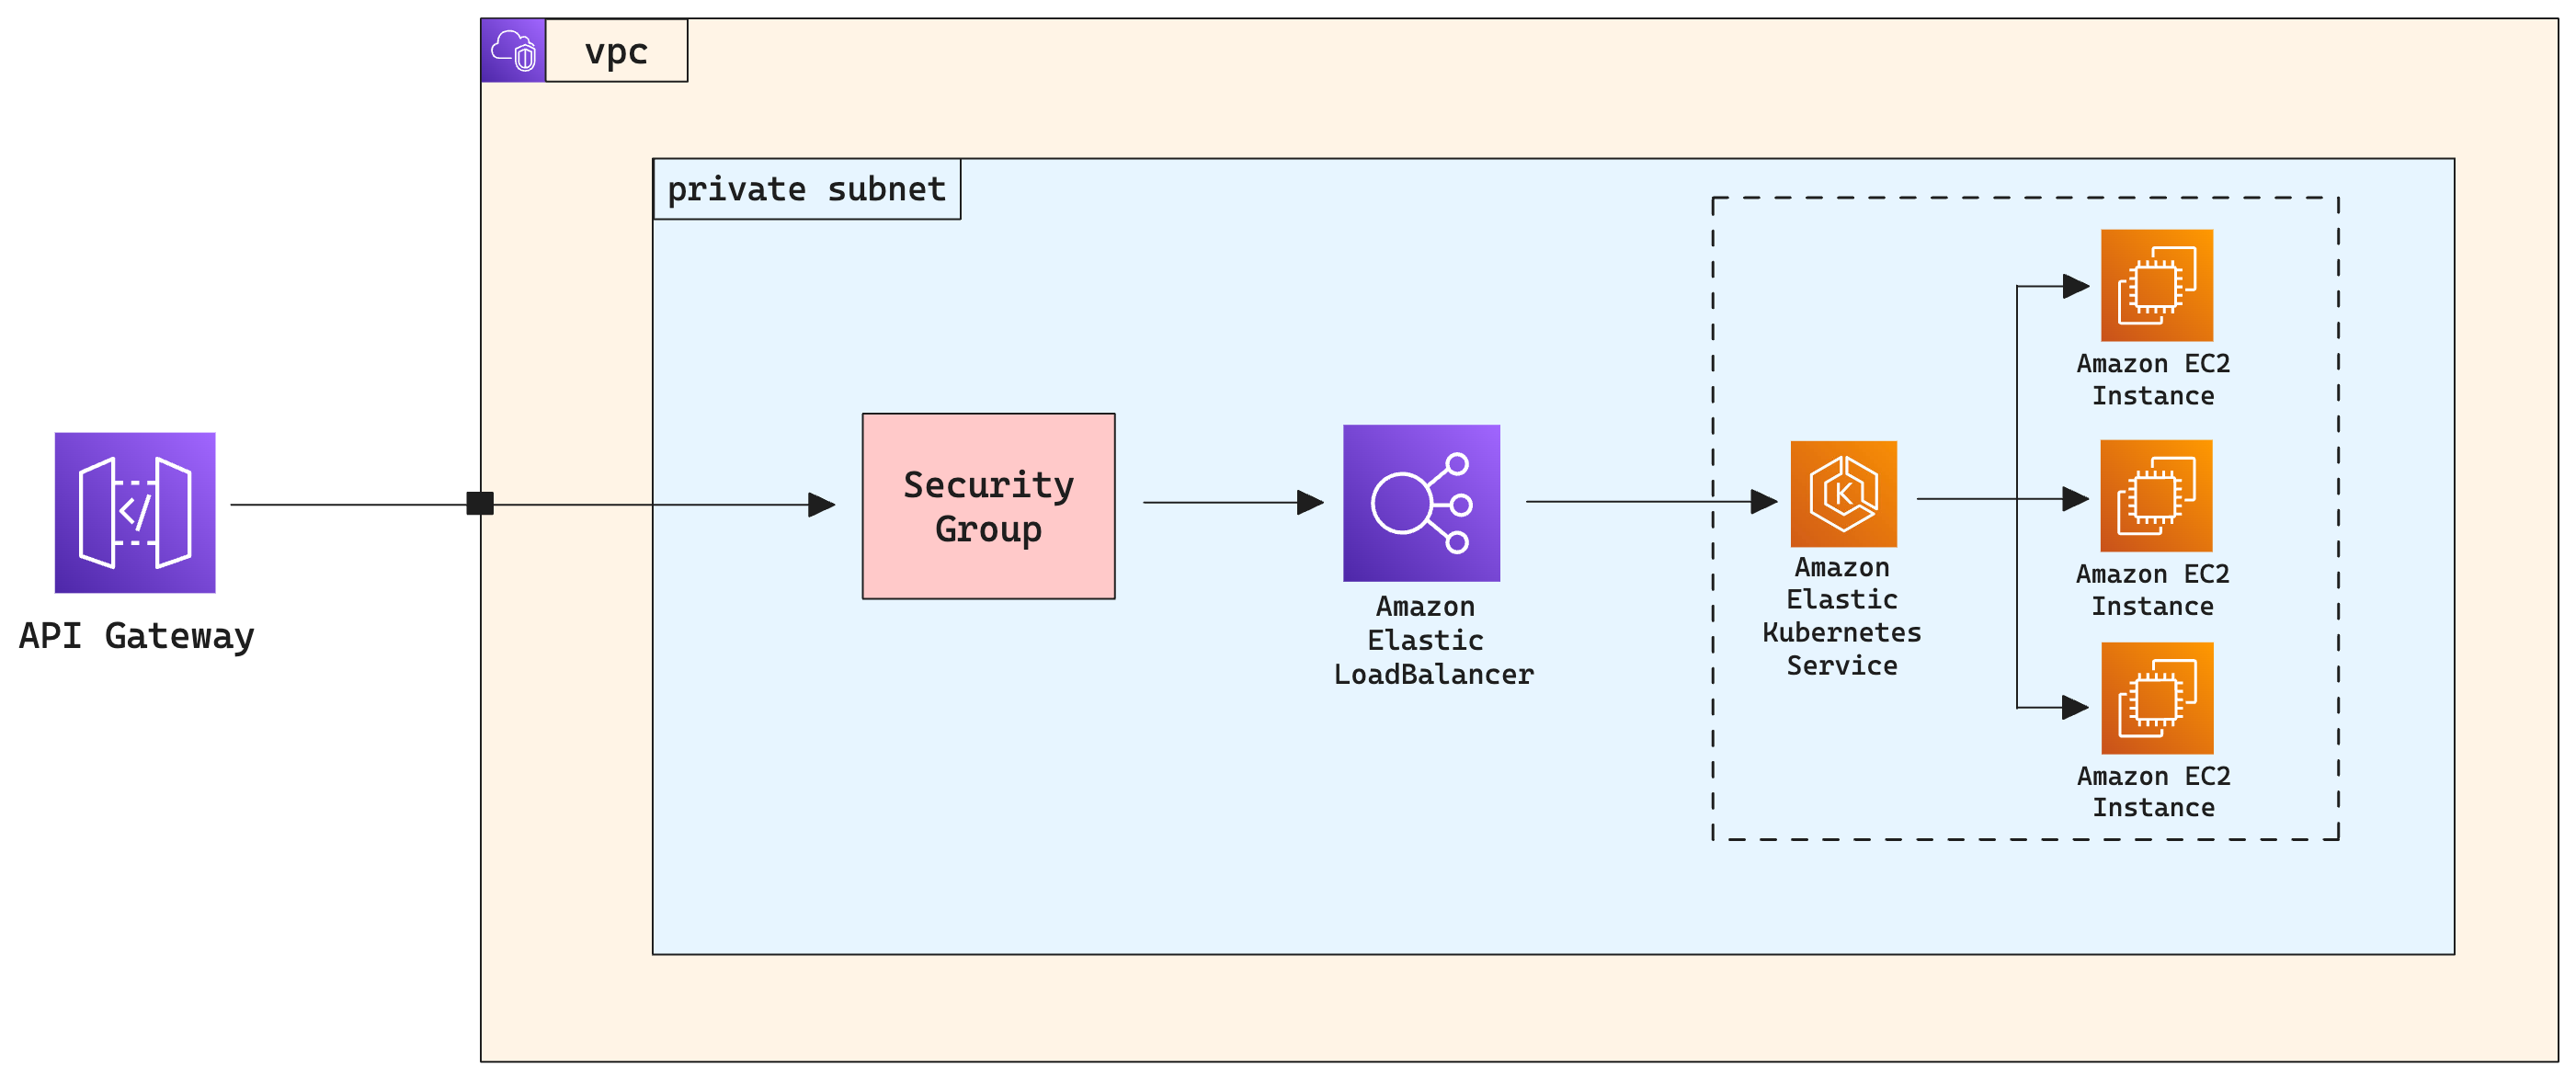 vpc
private subnet
API Gateway
Security
Group
Amazon
Elastic
LoadBalancer
Amazon
Elastic
Kubernetes
Service
Amazon EC2
Instance
Amazon EC2
Instance
Amazon EC2
Instance